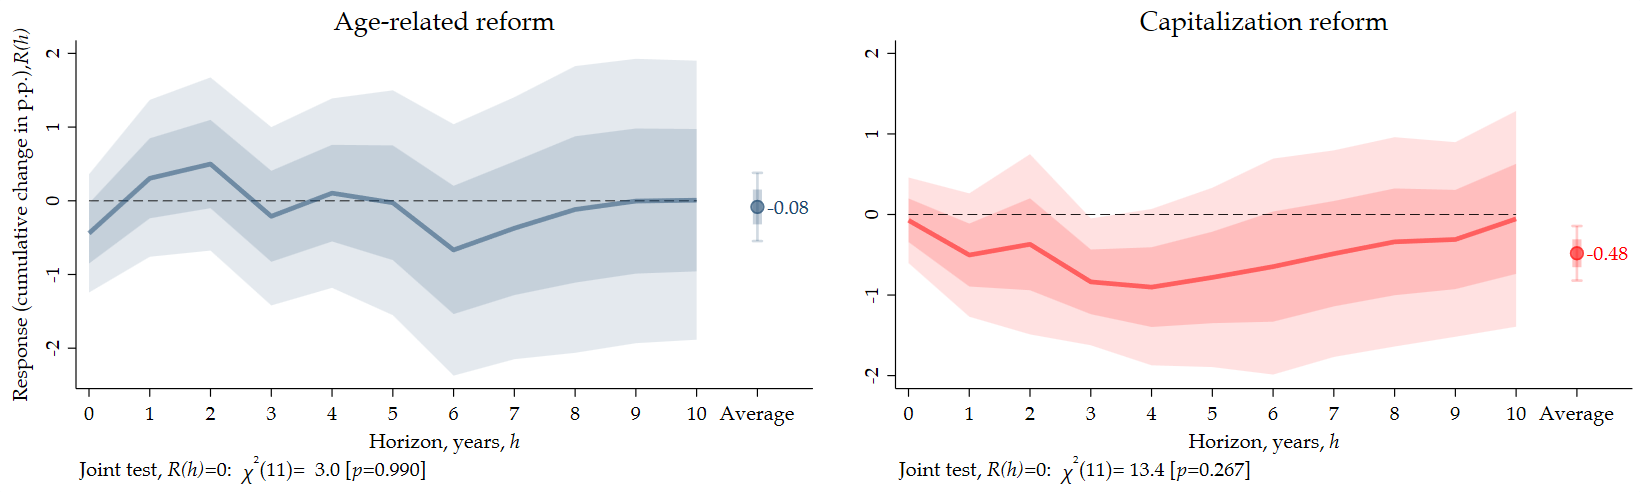 Age-related reform
Response (cumulative change in p.p.),R(h)
2
1
0
-1
-2
-0.08
0 1 2 3 4 5 6 7 8 9 10 Average
Horizon, years, h
Joint test, R(h)=0: χ²(11)= 3.0 [p=0.990]
Capitalization reform
2
1
0
-1
-2
-0.48
0 1 2 3 4 5 6 7 8 9 10 Average
Horizon, years, h
Joint test, R(h)=0: χ²(11)= 13.4 [p=0.267]